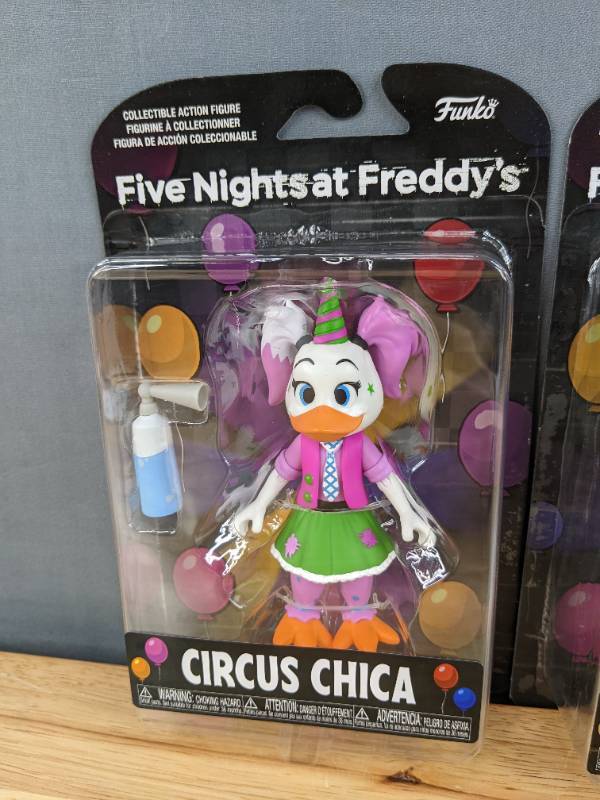 COLLECTIBLE ACTION FIGURE
FIGURINE À COLLECTIONNER
FIGURA DE ACCIÓN COLECCIONABLE
Funko
Five Nights at Freddy's
CIRCUS CHICA
WARNING: CHOKING HAZARD
ATTENTION: DANGER D'ÉTOUFFEMENT
ADVERTENCIA: PELIGRO DE ASFIXIA